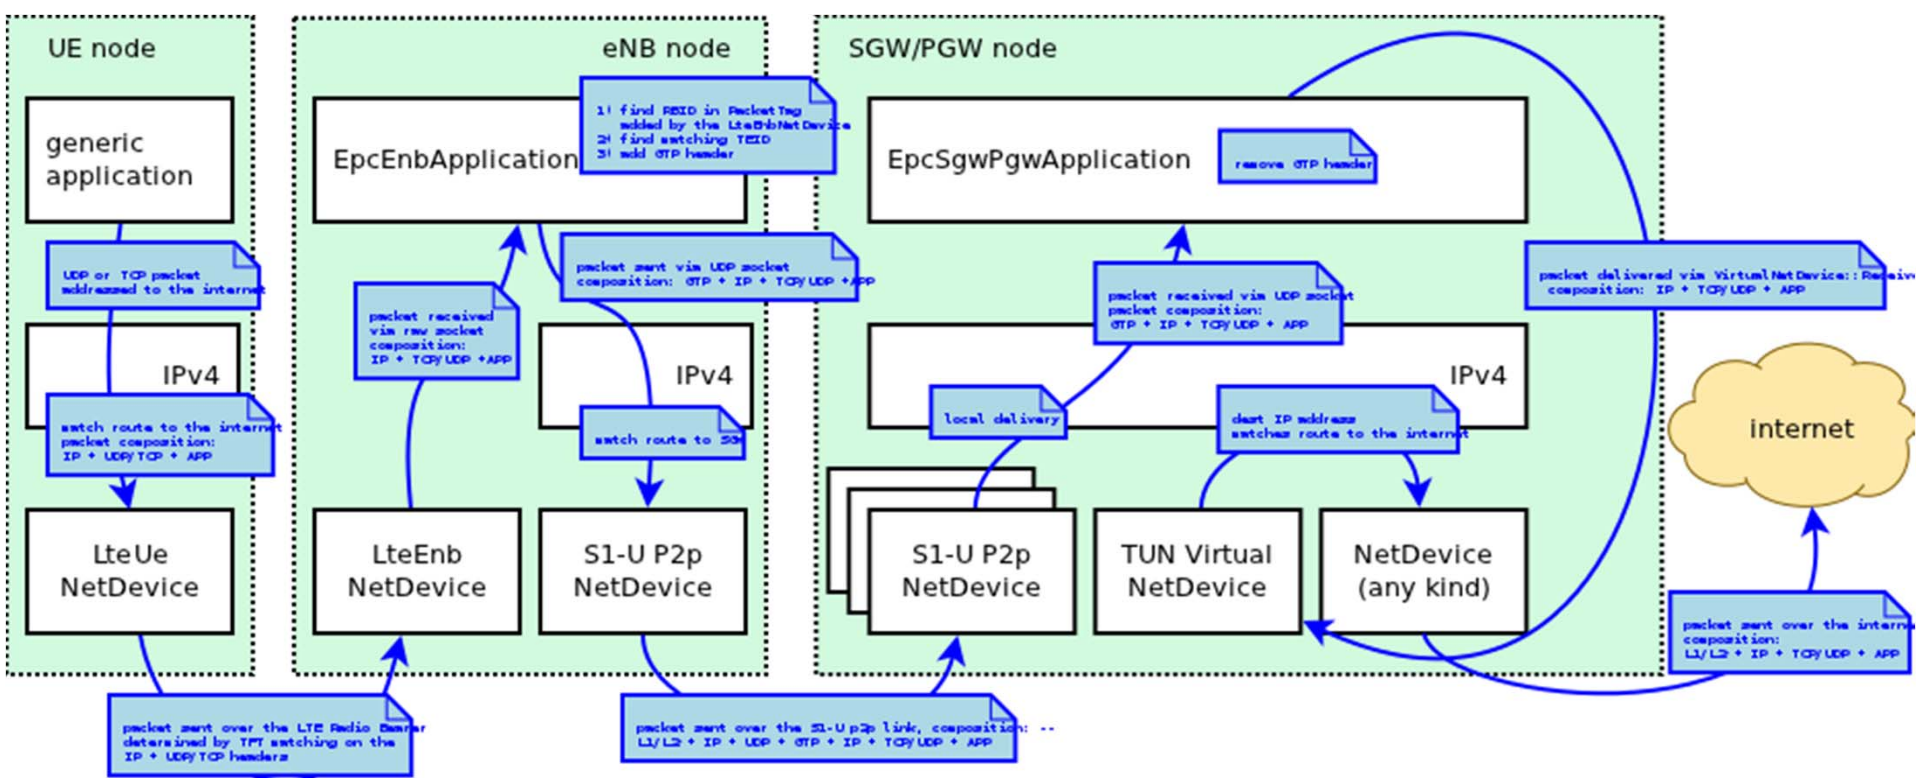 UE node
generic
application
UDP or TCP packet
addressed to the internet
IPv4
match route to the internet
packet composition:
IP + UDP/TCP + APP
LteUe
NetDevice
packet sent over the LTE Radio Bearer
determined by TFT matching on the
IP + UDP/TCP headers
eNB node
EpcEnbApplication
1) find RBID in PacketTag
added by the LteEnbNetDevice
2) find matching TEID
3) add GTP header
packet received
via raw socket
composition:
IP + TCP/UDP +APP
packet sent via UDP socket
composition: GTP + IP + TCP/UDP +APP
IPv4
match route to SGW
LteEnb
NetDevice
S1-U P2p
NetDevice
packet sent over the S1-U p2p link, composition: --
L1/L2 + IP + UDP + GTP + IP + TCP/UDP + APP
SGW/PGW node
EpcSgwPgwApplication
remove GTP header
packet received via UDP socket
packet composition:
GTP + IP + TCP/UDP + APP
IPv4
local delivery
dest IP address
matches route to the internet
S1-U P2p
NetDevice
TUN Virtual
NetDevice
NetDevice
(any kind)
packet delivered via VirtualNetDevice::Receiv
composition: IP + TCP/UDP + APP
internet
packet sent over the intern
composition:
L1/L2 + IP + TCP/UDP + APP